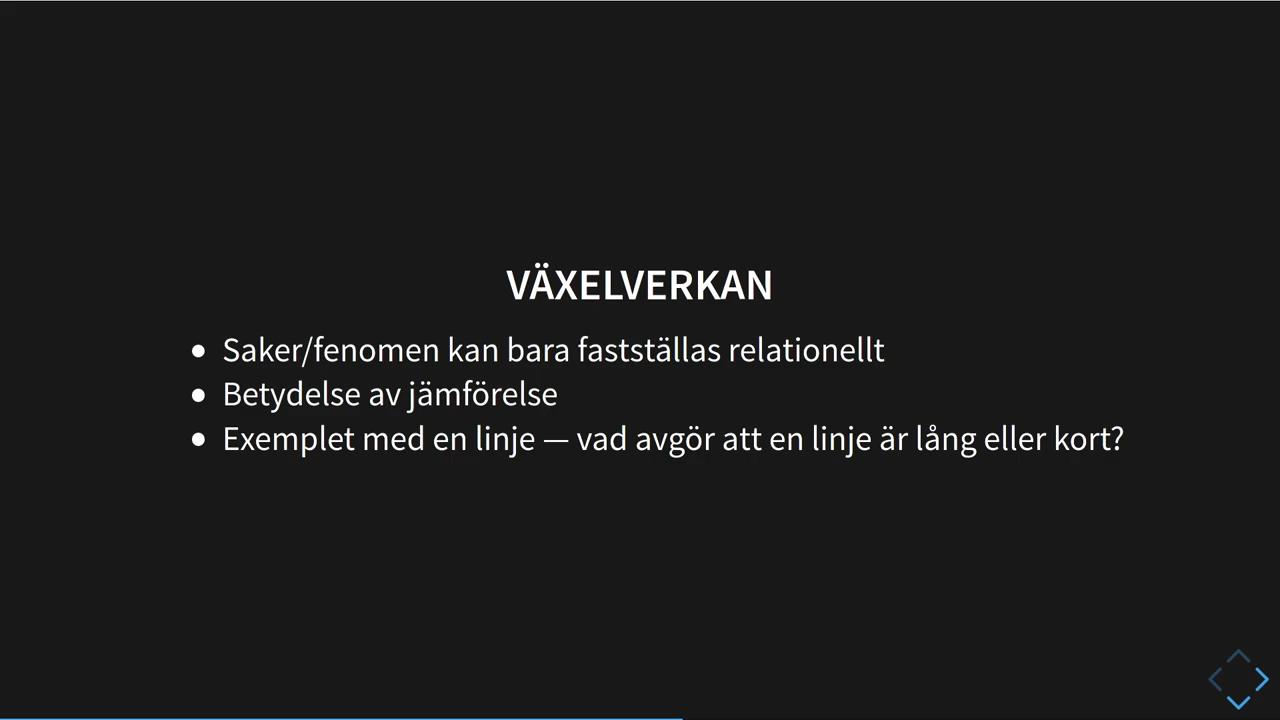 VÄXELVERKAN
• Saker/fenomen kan bara fastställas relationellt
• Betydelse av jämförelse
• Exemplet med en linje — vad avgör att en linje är lång eller kort?